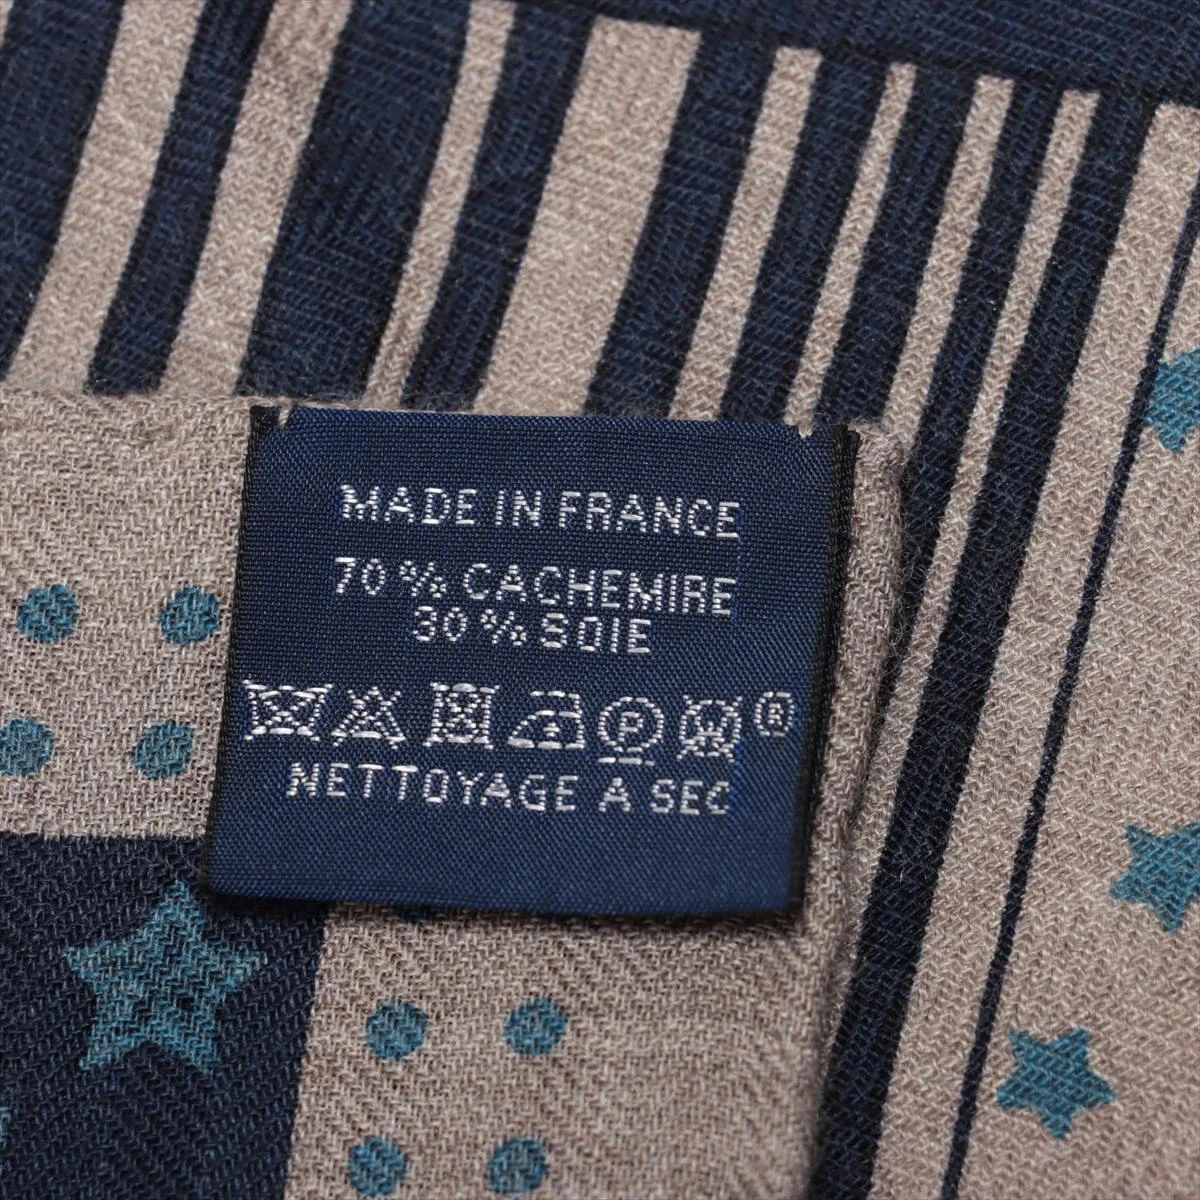 MADE IN FRANCE
70 % CACHEMIRE
30 % SOIE
P ®
NETTOYAGE A SEC